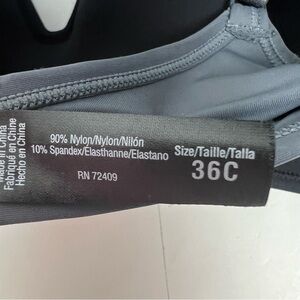 Made in China
Fabriqué en Chine
Hecho en China
90% Nylon/Nylon/Nilón
10% Spandex/Elasthanne/Elastano
RN 72409
Size/Taille/Talla
36C